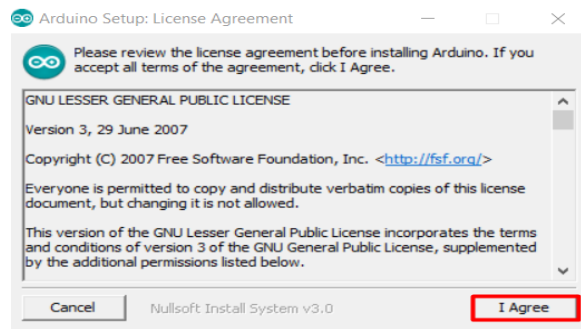 Arduino Setup: License Agreement
Please review the license agreement before installing Arduino. If you
accept all terms of the agreement, click I Agree.
GNU LESSER GENERAL PUBLIC LICENSE
Version 3, 29 June 2007
Copyright (C) 2007 Free Software Foundation, Inc. <http://fsf.org/>
Everyone is permitted to copy and distribute verbatim copies of this license
document, but changing it is not allowed.
This version of the GNU Lesser General Public License incorporates the terms
and conditions of version 3 of the GNU General Public License, supplemented
by the additional permissions listed below.
Cancel Nullsoft Install System v3.0 I Agree